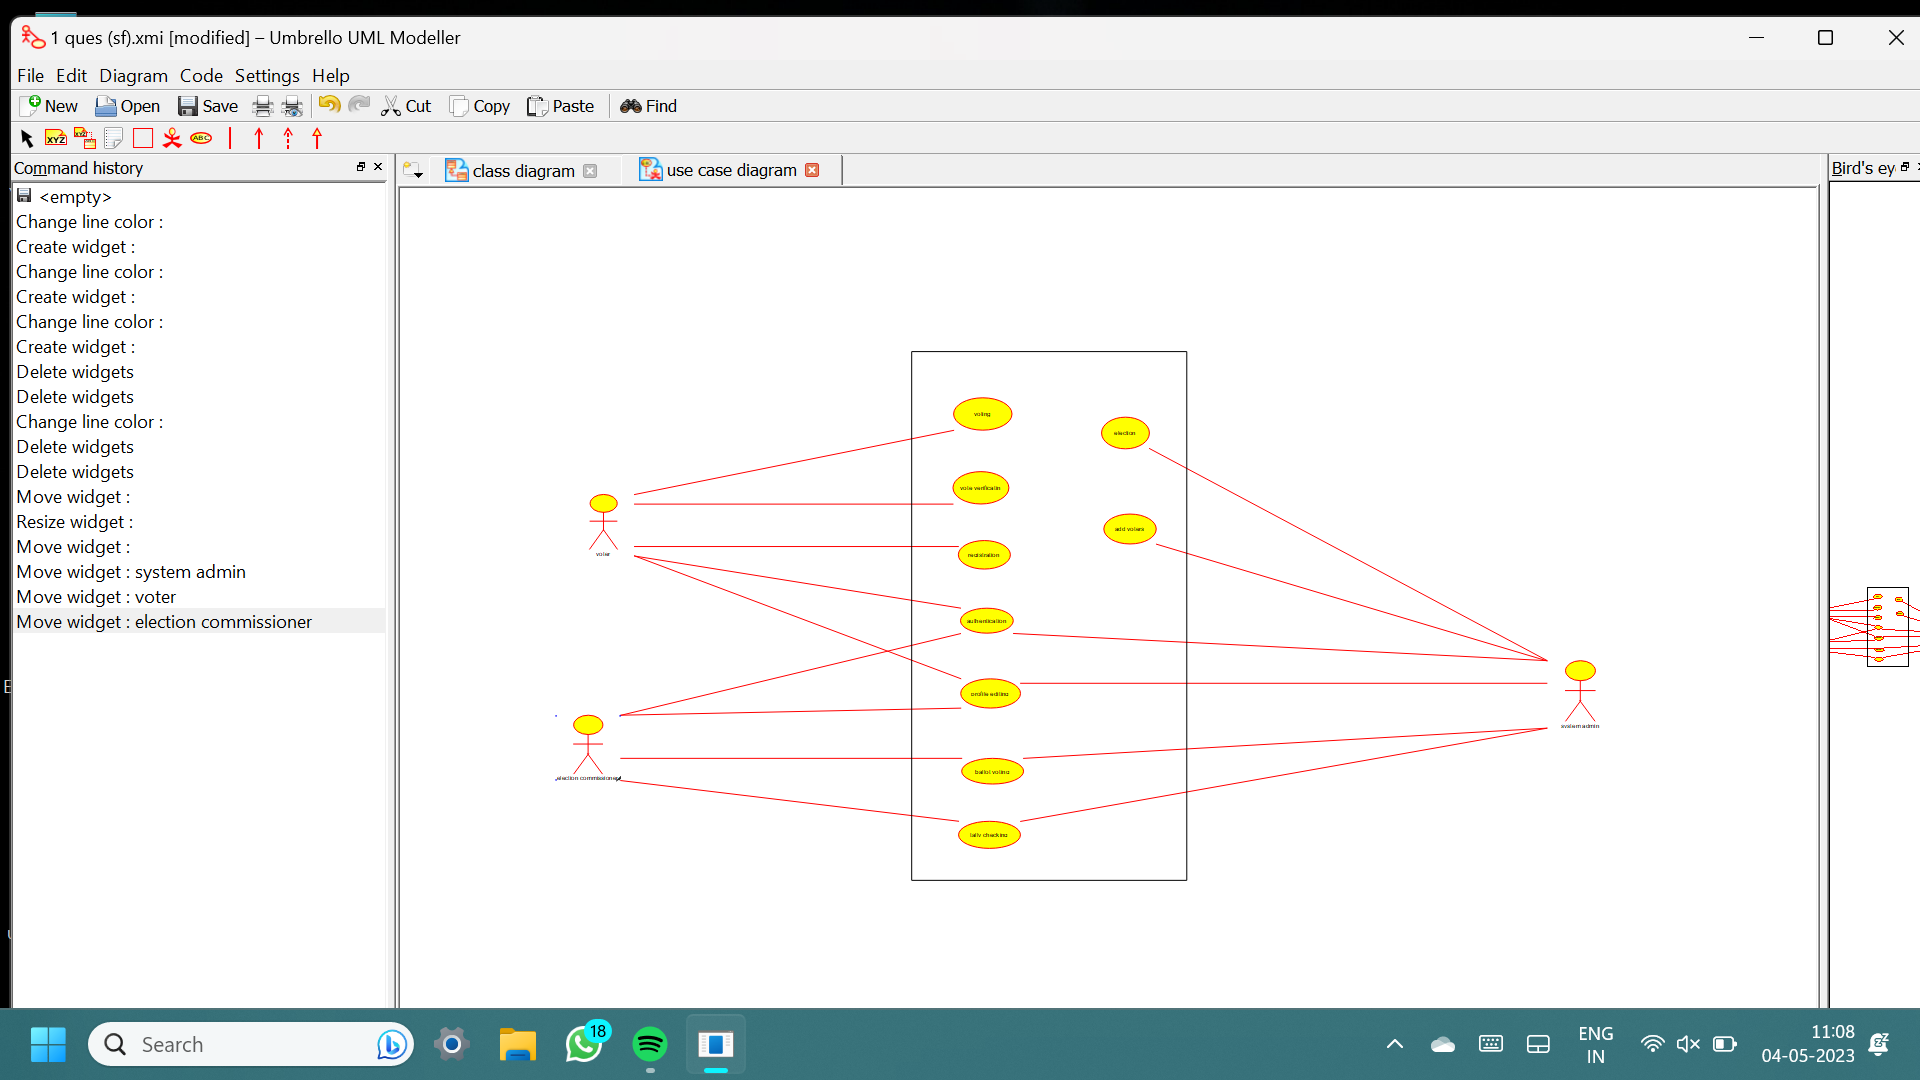 1 ques (sf).xmi [modified] – Umbrello UML Modeller
File Edit Diagram Code Settings Help
New Open Save Cut Copy Paste Find
XYZ XYZ ABC
Command history
class diagram
use case diagram
Bird's ey
<empty>
Change line color :
Create widget :
Change line color :
Create widget :
Change line color :
Create widget :
Delete widgets
Delete widgets
Change line color :
Delete widgets
Delete widgets
Move widget :
Resize widget :
Move widget :
Move widget : system admin
Move widget : voter
Move widget : election commissioner
voting
election
vote verificatin
add voters
voter
registration
authentication
profile editing
system admin
election commissioner
ballot voting
tally checking
Search
18
ENG
IN
11:08
04-05-2023